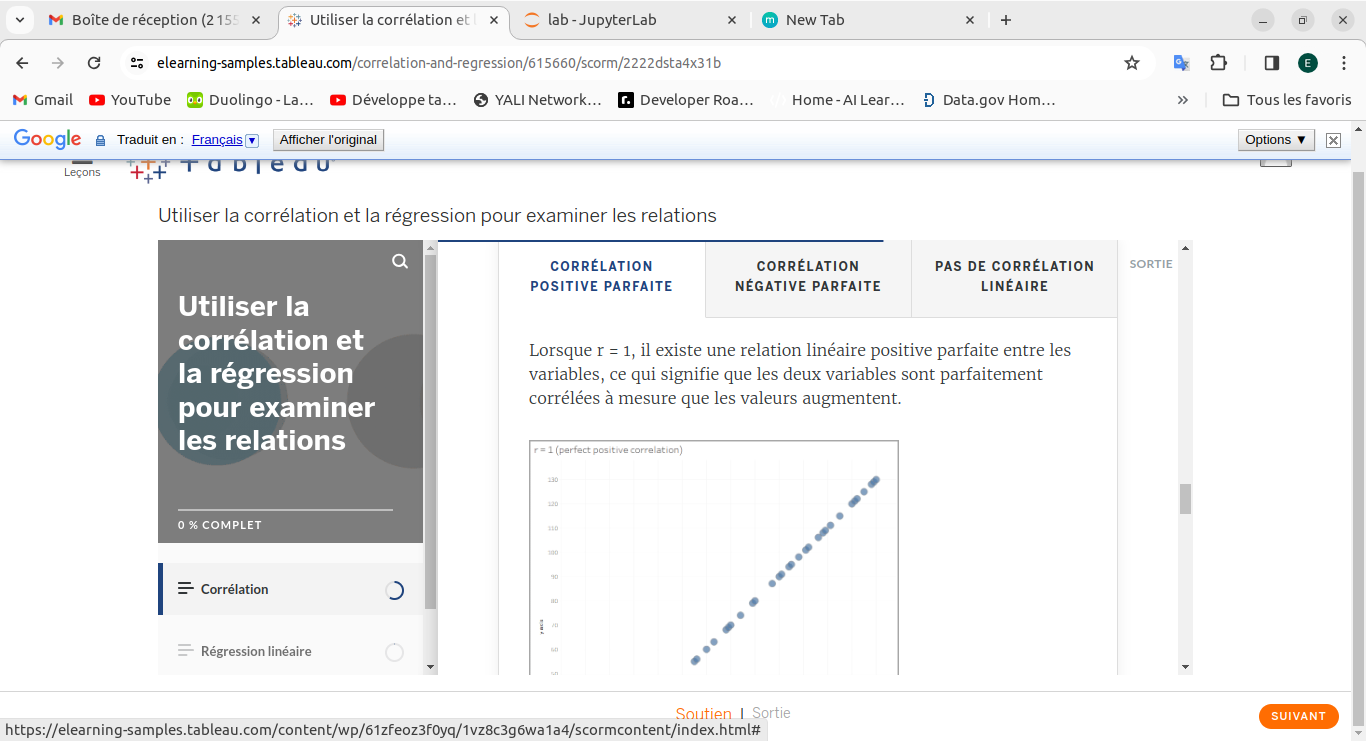 Boîte de réception (2 155
Utiliser la corrélation et l
lab - JupyterLab
New Tab
elearning-samples.tableau.com/correlation-and-regression/615660/scorm/2222dsta4x31b
E
Gmail
YouTube
Duolingo - La…
Développe ta…
YALI Network…
Developer Roa…
Home - AI Lear…
Data.gov Hom…
Tous les favoris
Google
Traduit en :
Français
Afficher l'original
Options ▼
Leçons
+ a b l e a u
Utiliser la corrélation et la régression pour examiner les relations
Utiliser la
corrélation et
la régression
pour examiner
les relations
0 % COMPLET
Corrélation
Régression linéaire
CORRÉLATION
POSITIVE PARFAITE
CORRÉLATION
NÉGATIVE PARFAITE
PAS DE CORRÉLATION
LINÉAIRE
SORTIE
Lorsque r = 1, il existe une relation linéaire positive parfaite entre les
variables, ce qui signifie que les deux variables sont parfaitement
corrélées à mesure que les valeurs augmentent.
r = 1 (perfect positive correlation)
130
120
110
100
90
80
70
60
50
Soutien | Sortie
SUIVANT
https://elearning-samples.tableau.com/content/wp/61zfeoz3f0yq/1vz8c3g6wa1a4/scormcontent/index.html#